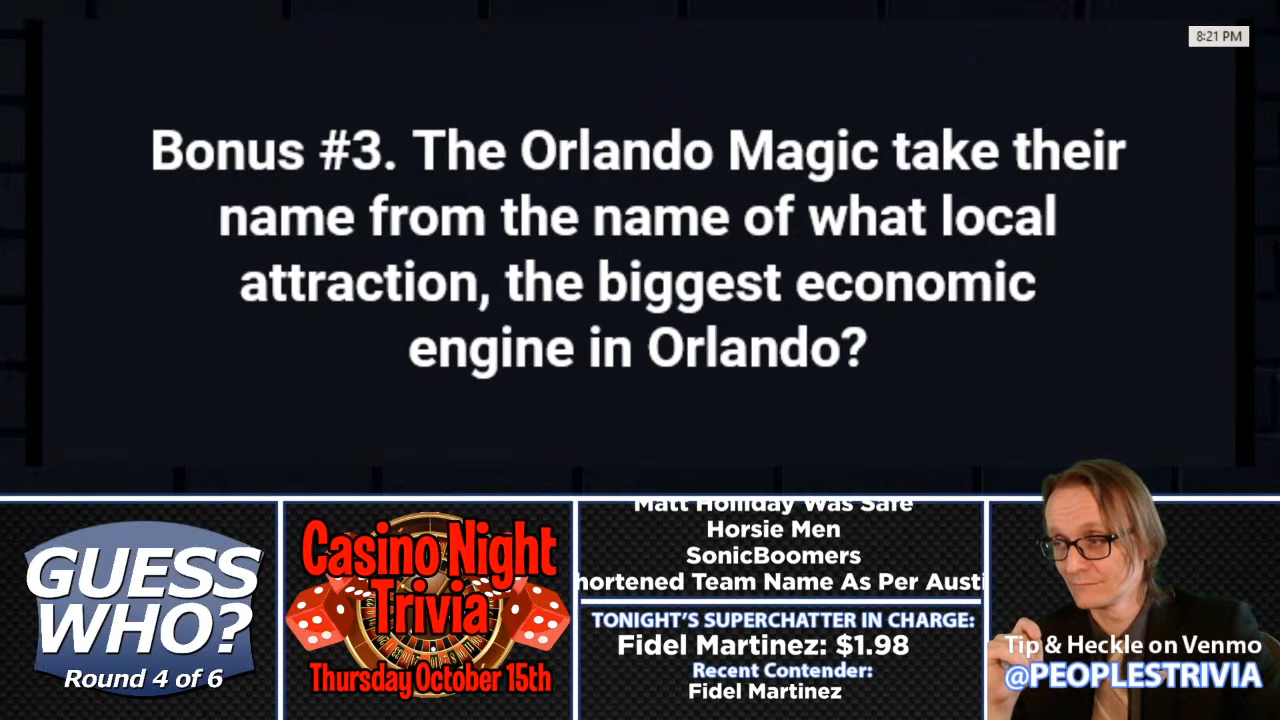 8:21 PM
Bonus #3. The Orlando Magic take their
name from the name of what local
attraction, the biggest economic
engine in Orlando?
GUESS
WHO?
Round 4 of 6
Casino Night
Trivia
Thursday October 15th
Matt Holliday Was Safe
Horsie Men
SonicBoomers
hortened Team Name As Per Austi
TONIGHT'S SUPERCHATTER IN CHARGE:
Fidel Martinez: $1.98
Recent Contender:
Fidel Martinez
Tip & Heckle on Venmo
@PEOPLESTRIVIA